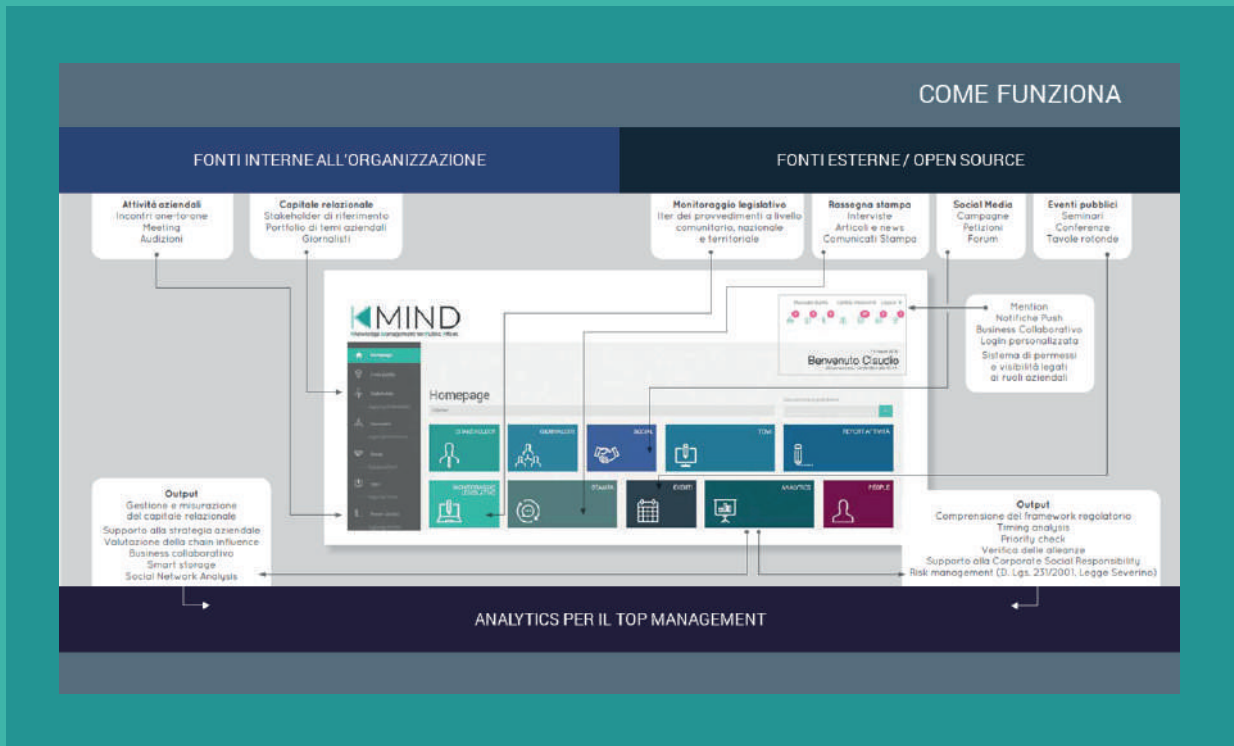 COME FUNZIONA
FONTI INTERNE ALL'ORGANIZZAZIONE
FONTI ESTERNE / OPEN SOURCE
Attività aziendali
Incontri one-to-one
Meeting
Audizioni
Capitale relazionale
Stakeholder di riferimento
Portfolio di temi aziendali
Giornalisti
Monitoraggio legislativo
Iter dei provvedimenti a livello
comunitario, nazionale
e territoriale
Rassegna stampa
Interviste
Articoli e news
Comunicati Stampa
Social Media
Campagne
Petizioni
Forum
Eventi pubblici
Seminari
Conferenze
Tavole rotonde
KMIND
Mention
Notifiche Push
Business Collaborativo
Login personalizzata
Sistema di permessi
e visibilità legati
ai ruoli aziendali
Benvenuto Claudio
Homepage
Homepage
STAKEHOLDER
GIORNALISTI
SOCIAL
TEMI
REPORT ATTIVITÀ
MONITORAGGIO
LEGISLATIVO
STAMPA
EVENTI
ANALYTICS
PEOPLE
Output
Gestione e misurazione
del capitale relazionale
Supporto alla strategia aziendale
Valutazione della chain influence
Business collaborativo
Smart storage
Social Network Analysis
Output
Comprensione del framework regolatorio
Timing analysis
Priority check
Verifica delle alleanze
Supporto alla Corporate Social Responsibility
Risk management (D. Lgs. 231/2001, Legge Severino)
ANALYTICS PER IL TOP MANAGEMENT